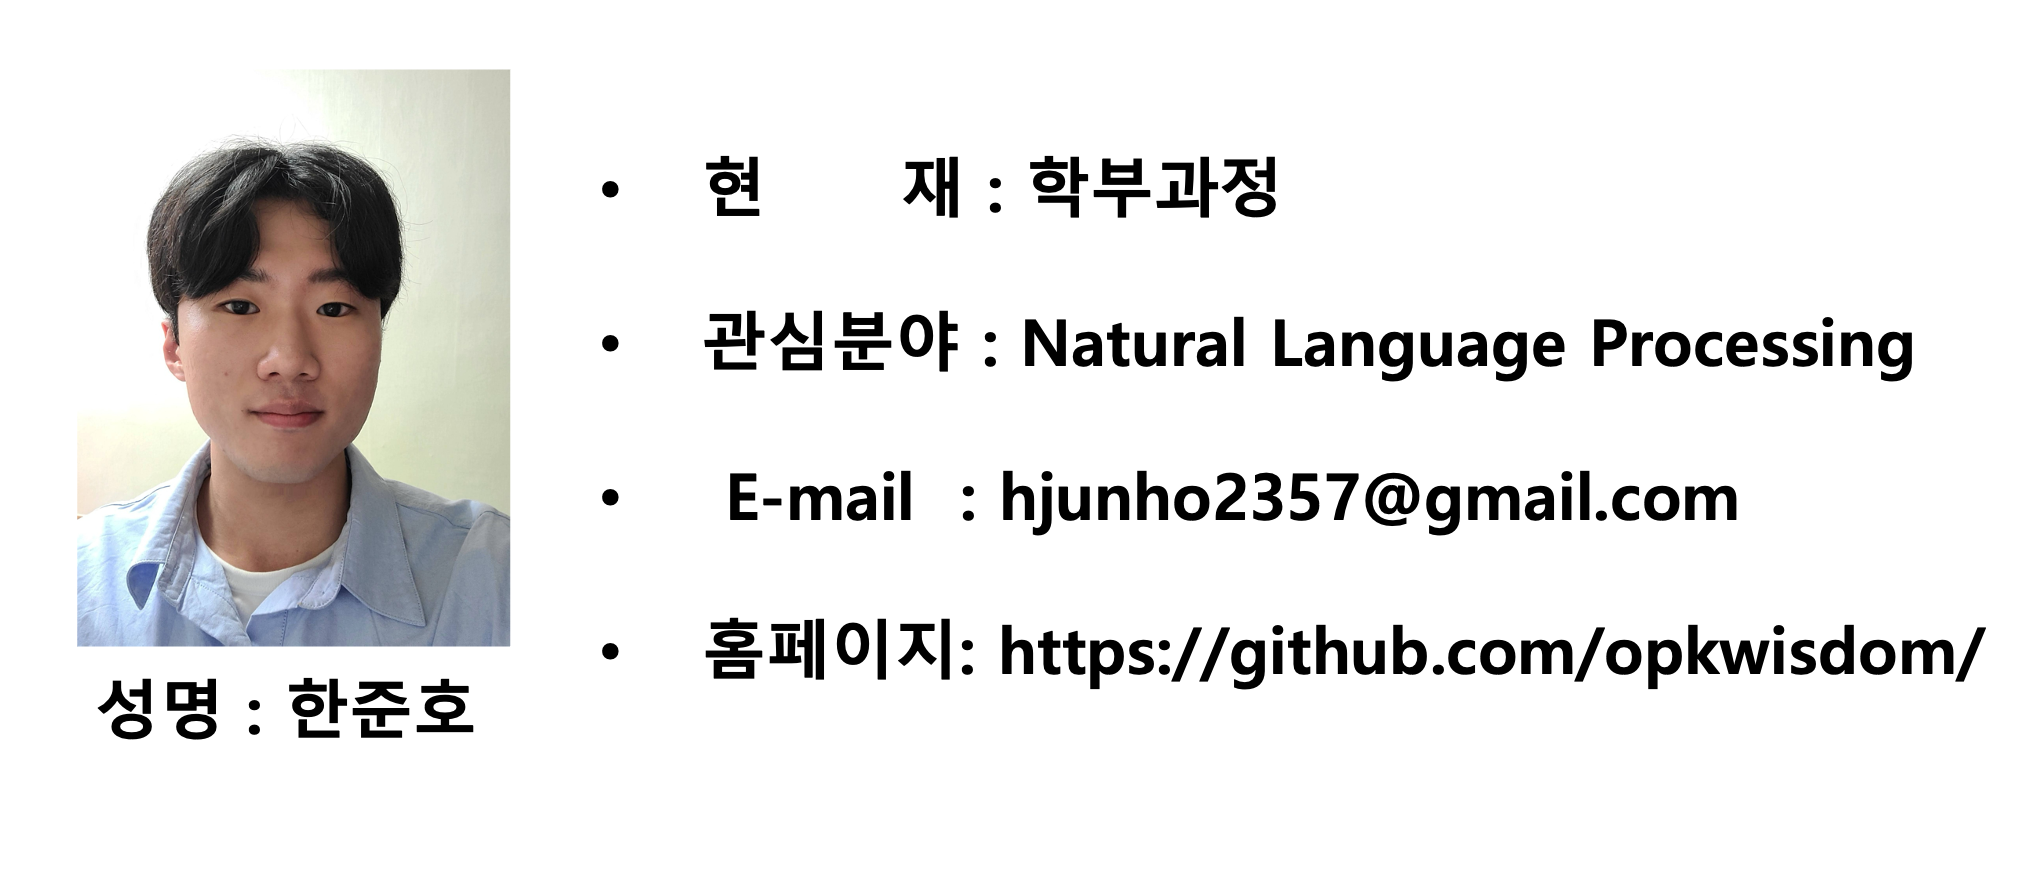 현 재 : 학부과정
관심분야 : Natural Language Processing
E-mail : hjunho2357@gmail.com
홈페이지: https://github.com/opkwisdom/
성명 : 한준호